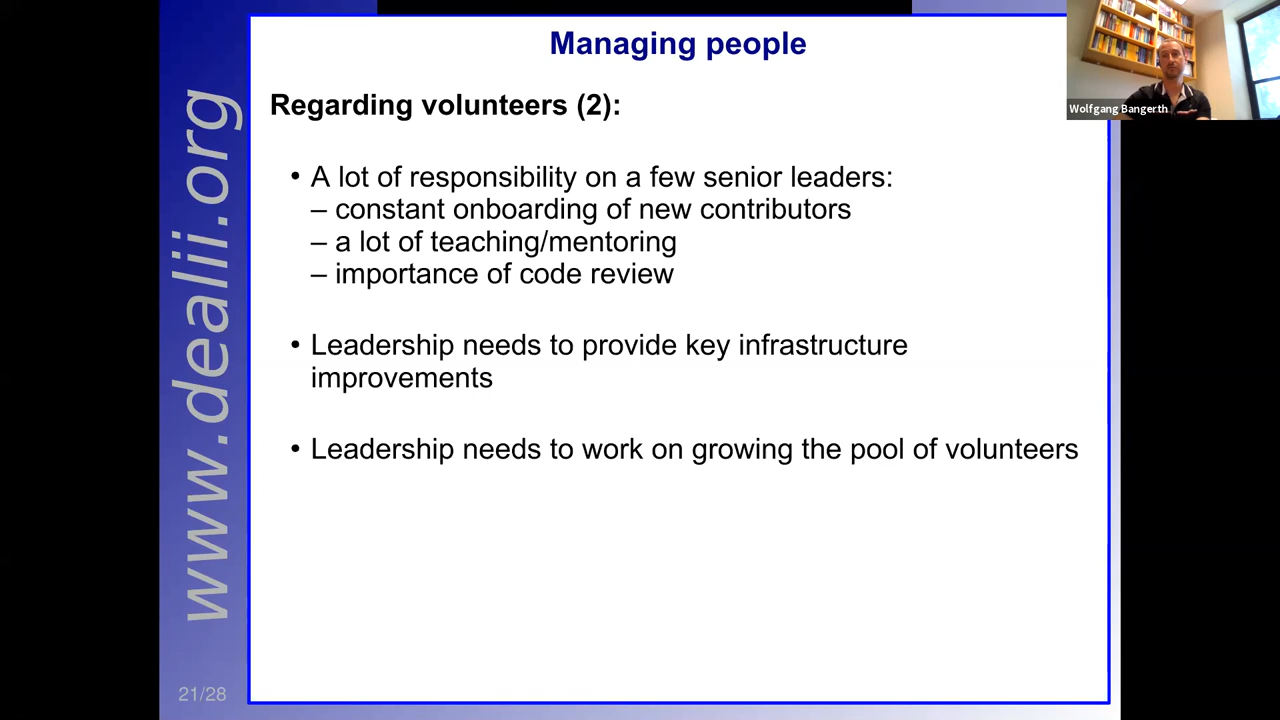 Managing people
Wolfgang Bangerth
Regarding volunteers (2):
• A lot of responsibility on a few senior leaders:
– constant onboarding of new contributors
– a lot of teaching/mentoring
– importance of code review
• Leadership needs to provide key infrastructure
improvements
• Leadership needs to work on growing the pool of volunteers
www.dealii.org
21/28